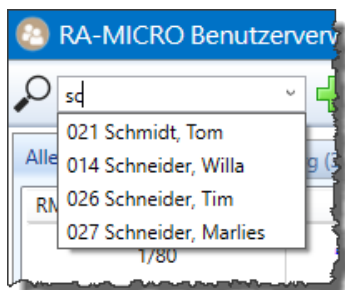 RA-MICRO Benutzerverw
sc
021 Schmidt, Tom
014 Schneider, Willa
026 Schneider, Tim
027 Schneider, Marlies
Alle
g (
RM
1/80